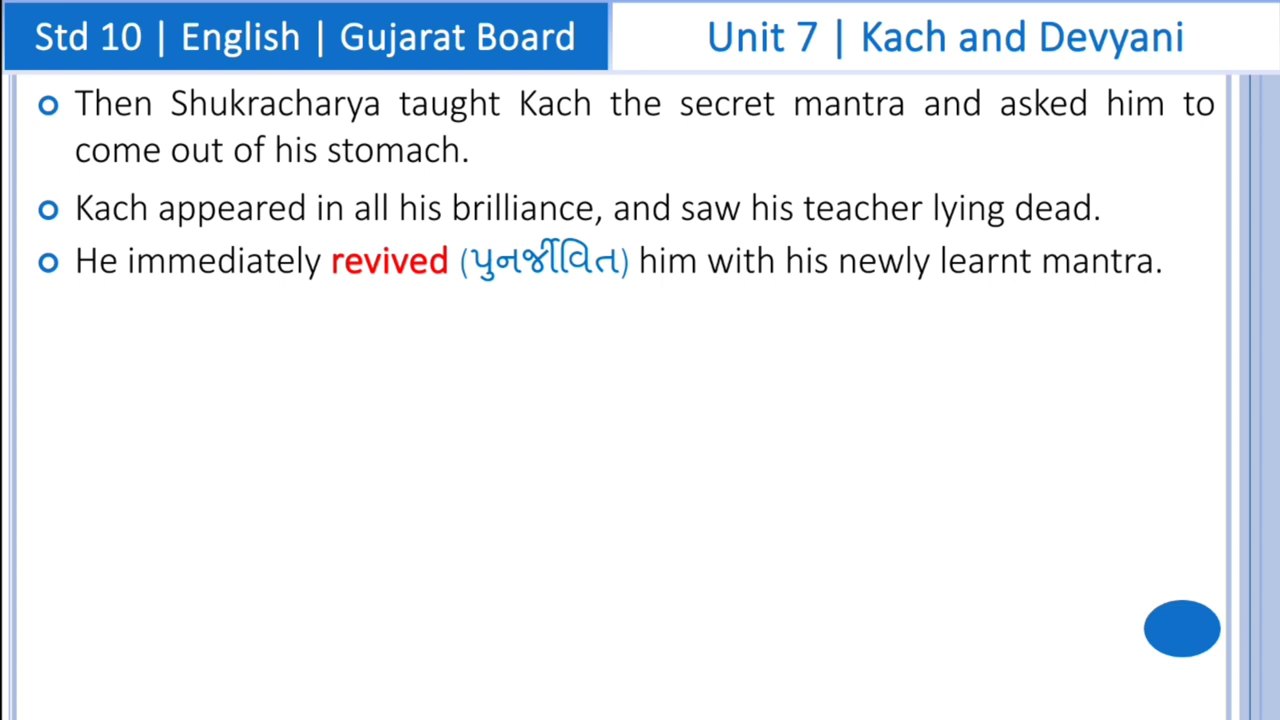 Std 10 | English | Gujarat Board
Unit 7 | Kach and Devyani
Then Shukracharya taught Kach the secret mantra and asked him to
come out of his stomach.
Kach appeared in all his brilliance, and saw his teacher lying dead.
He immediately revived (પુનર્જીવિત) him with his newly learnt mantra.